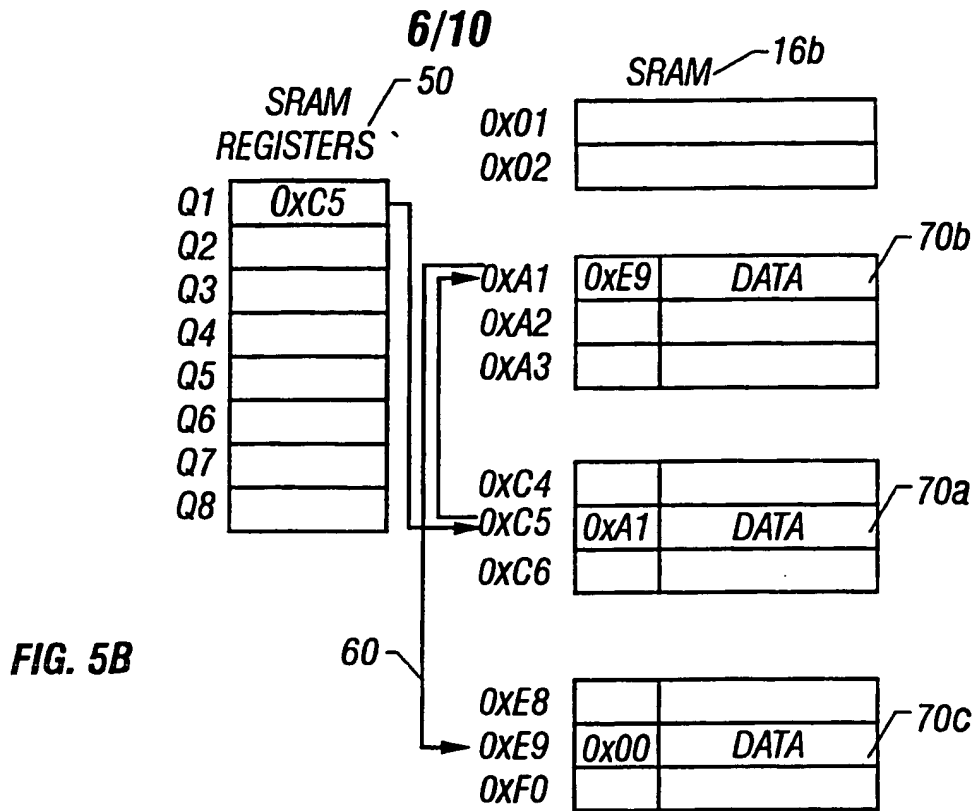 6/10
SRAM REGISTERS
50
Q1 0xC5
Q2
Q3
Q4
Q5
Q6
Q7
Q8
SRAM 16b
0x01
0x02
0xA1 0xE9 DATA 70b
0xA2
0xA3
0xC4
0xC5 0xA1 DATA 70a
0xC6
60
0xE8
0xE9 0x00 DATA 70c
0xF0
FIG. 5B